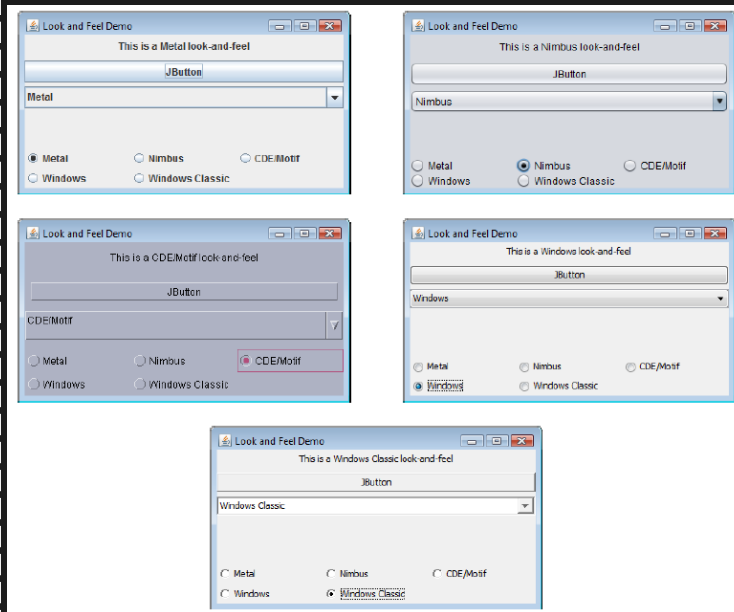 Look and Feel Demo
This is a Metal look-and-feel
JButton
Metal
Metal Nimbus CDE/Motif
Windows Windows Classic
Look and Feel Demo
This is a Nimbus look-and-feel
JButton
Nimbus
Metal Nimbus CDE/Motif
Windows Windows Classic
Look and Feel Demo
This is a CDE/Motif look-and-feel
JButton
CDE/Motif
Metal Nimbus CDE/Motif
Windows Windows Classic
Look and Feel Demo
This is a Windows look-and-feel
JButton
Windows
Metal Nimbus CDE/Motif
Windows Windows Classic
Look and Feel Demo
This is a Windows Classic look-and-feel
JButton
Windows Classic
Metal Nimbus CDE/Motif
Windows Windows Classic